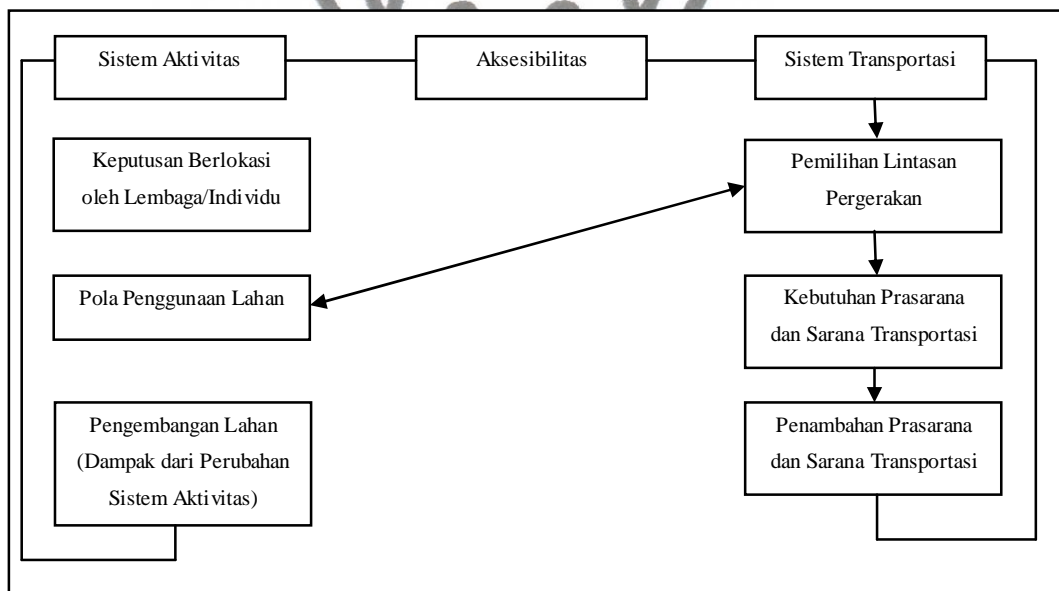 Sistem Aktivitas
Aksesibilitas
Sistem Transportasi
Keputusan Berlokasi
oleh Lembaga/Individu
Pemilihan Lintasan
Pergerakan
Pola Penggunaan Lahan
Kebutuhan Prasarana
dan Sarana Transportasi
Pengembangan Lahan
(Dampak dari Perubahan
Sistem Aktivitas)
Penambahan Prasarana
dan Sarana Transportasi